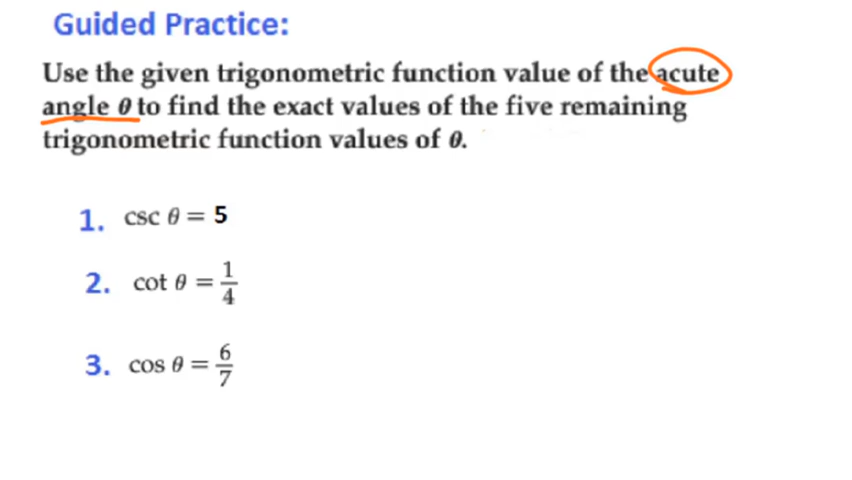 Guided Practice:
Use the given trigonometric function value of the acute
angle θ to find the exact values of the five remaining
trigonometric function values of θ.
1. csc θ = 5
2. cot θ = 1/4
3. cos θ = 6/7